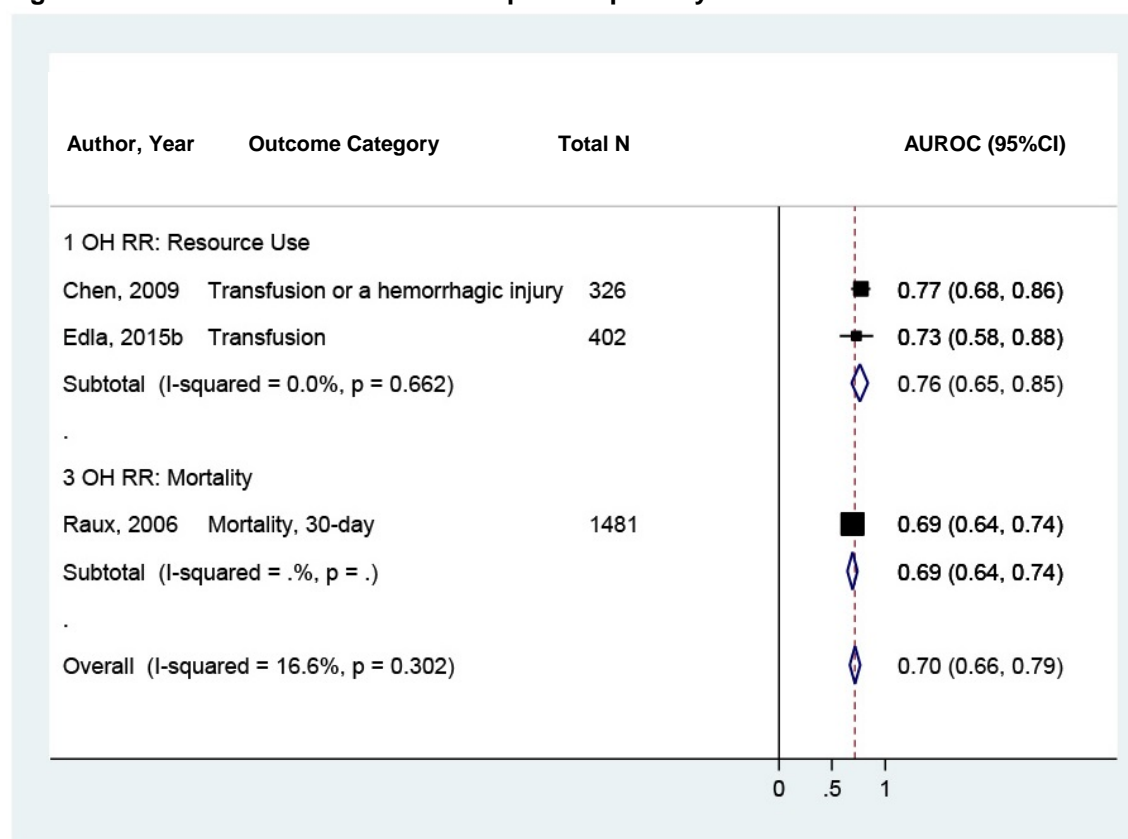 Author, Year Outcome Category Total N AUROC (95%CI)
1 OH RR: Resource Use
Chen, 2009 Transfusion or a hemorrhagic injury 326 0.77 (0.68, 0.86)
Edla, 2015b Transfusion 402 0.73 (0.58, 0.88)
Subtotal (I-squared = 0.0%, p = 0.662) 0.76 (0.65, 0.85)
.
3 OH RR: Mortality
Raux, 2006 Mortality, 30-day 1481 0.69 (0.64, 0.74)
Subtotal (I-squared = .%, p = .) 0.69 (0.64, 0.74)
.
Overall (I-squared = 16.6%, p = 0.302) 0.70 (0.66, 0.79)
0 .5 1